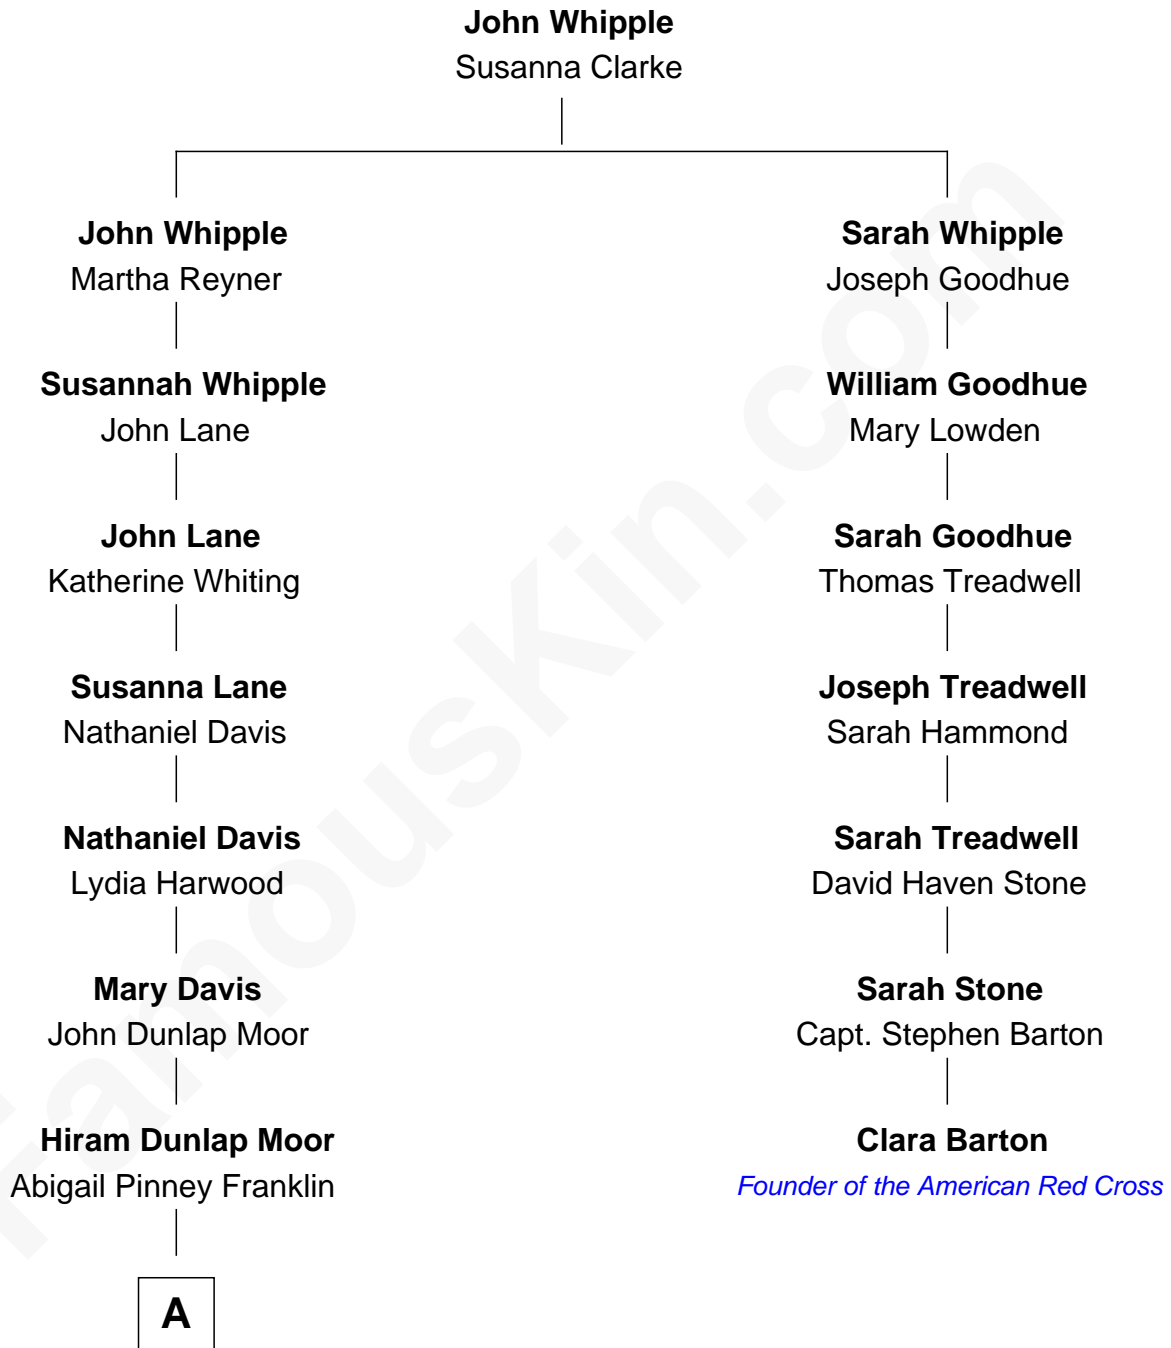 John Whipple
Susanna Clarke
John Whipple
Martha Reyner
Sarah Whipple
Joseph Goodhue
Susannah Whipple
John Lane
William Goodhue
Mary Lowden
John Lane
Katherine Whiting
Sarah Goodhue
Thomas Treadwell
Susanna Lane
Nathaniel Davis
Joseph Treadwell
Sarah Hammond
Nathaniel Davis
Lydia Harwood
Sarah Treadwell
David Haven Stone
Mary Davis
John Dunlap Moor
Sarah Stone
Capt. Stephen Barton
Hiram Dunlap Moor
Abigail Pinney Franklin
Clara Barton
Founder of the American Red Cross
A
FamousKin.com